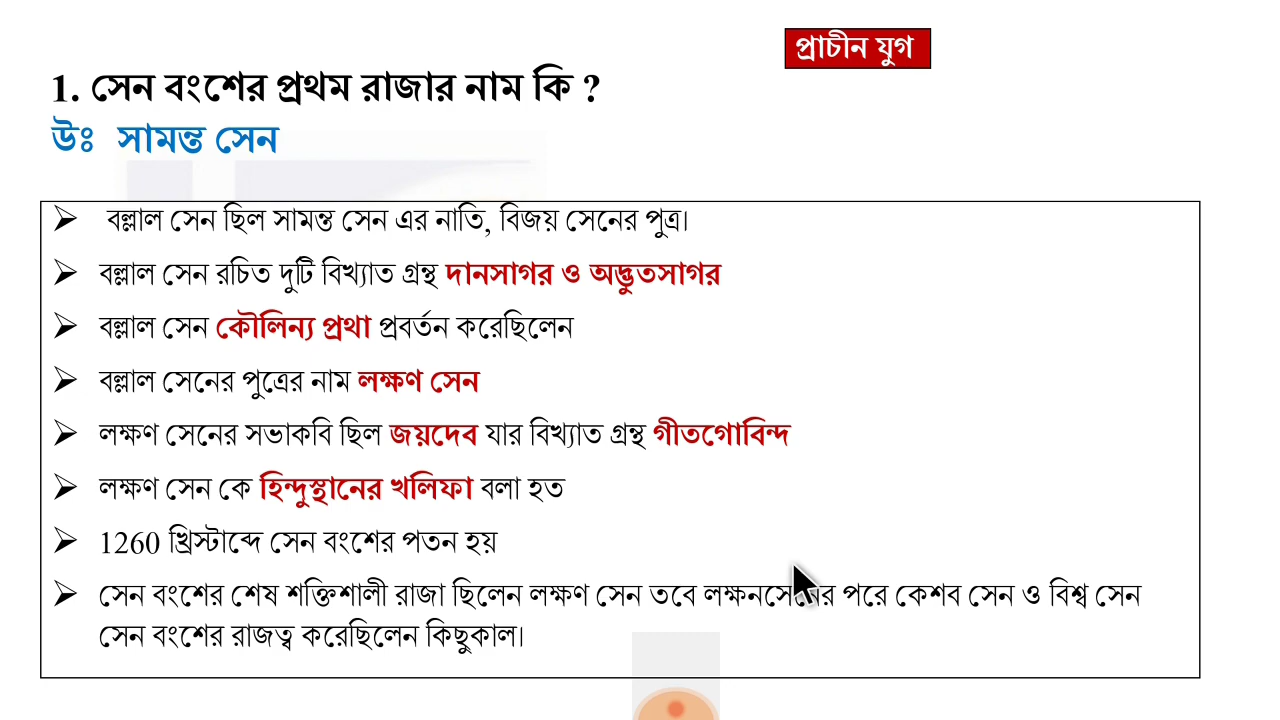 প্রাচীন যুগ
1. সেন বংশের প্রথম রাজার নাম কি ?
উঃ সামন্ত সেন
➢ বল্লাল সেন ছিল সামন্ত সেন এর নাতি, বিজয় সেনের পুত্র।
➢ বল্লাল সেন রচিত দুটি বিখ্যাত গ্রন্থ দানসাগর ও অদ্ভুতসাগর
➢ বল্লাল সেন কৌলিন্য প্রথা প্রবর্তন করেছিলেন
➢ বল্লাল সেনের পুত্রের নাম লক্ষণ সেন
➢ লক্ষণ সেনের সভাকবি ছিল জয়দেব যার বিখ্যাত গ্রন্থ গীতগোবিন্দ
➢ লক্ষণ সেন কে হিন্দুস্থানের খলিফা বলা হত
➢ 1260 খ্রিস্টাব্দে সেন বংশের পতন হয়
➢ সেন বংশের শেষ শক্তিশালী রাজা ছিলেন লক্ষণ সেন তবে লক্ষনসেনের পরে কেশব সেন ও বিশ্ব সেন
সেন বংশের রাজত্ব করেছিলেন কিছুকাল।